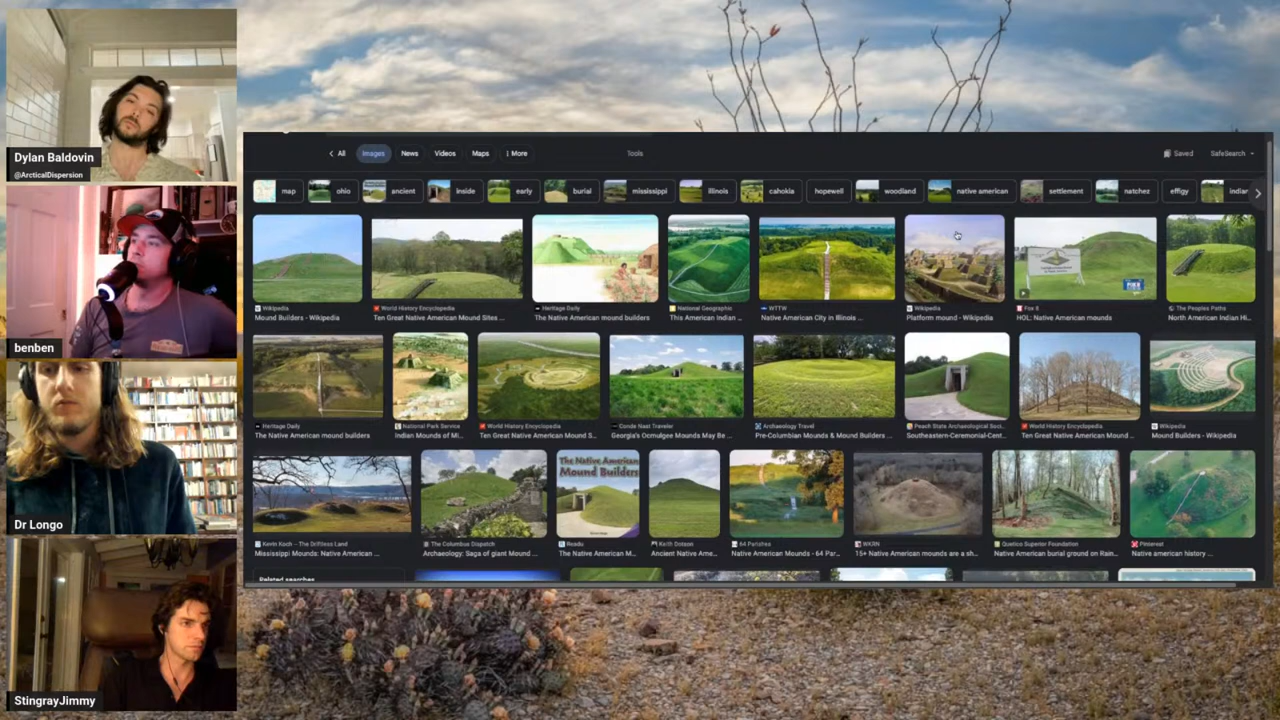 Dylan Baldovin
@ArcticalDispersion
benben
Dr Longo
StingrayJimmy
All
Images
News
Videos
Maps
More
Tools
Saved
SafeSearch
map
ohio
ancient
inside
early
burial
mississippi
illinois
cahokia
hopewell
woodland
native american
settlement
natchez
effigy
indian
Wikipedia
Mound Builders - Wikipedia
World History Encyclopedia
Ten Great Native American Mound Sites ...
Heritage Daily
The Native American mound builders
National Geographic
This American Indian ...
WTTW
Native American City in Illinois ...
Wikipedia
Platform mound - Wikipedia
Fox 8
HOL: Native American mounds
The Peoples Path
North American Indian Hi...
Heritage Daily
The Native American mound builders
National Park Service
Indian Mounds of Mi...
World History Encyclopedia
Ten Great Native American Mound S...
Conde Nast Traveler
Georgia's Ocmulgee Mounds May Be ...
Archaeology Travel
Pre-Columbian Mounds & Mound Builders ...
Peach State Archaeological Soci...
Southeastern-Ceremonial-Cent...
World History Encyclopedia
Ten Great Native American Mound ...
Wikipedia
Mound Builders - Wikipedia
The Native American
Mound Builders
Kevin Koch – The Driftless Land
Mississippi Mounds: Native American ...
The Columbus Dispatch
Archaeology: Saga of giant Mound ...
Readu
The Native American M...
Keith Dotson
Ancient Native Ame...
64 Parishes
Native American Mounds - 64 Par...
WKRN
15+ Native American mounds are a sh...
Quetico Superior Foundation
Native American burial ground on Rain...
Pinterest
Native american history ...
Related searches